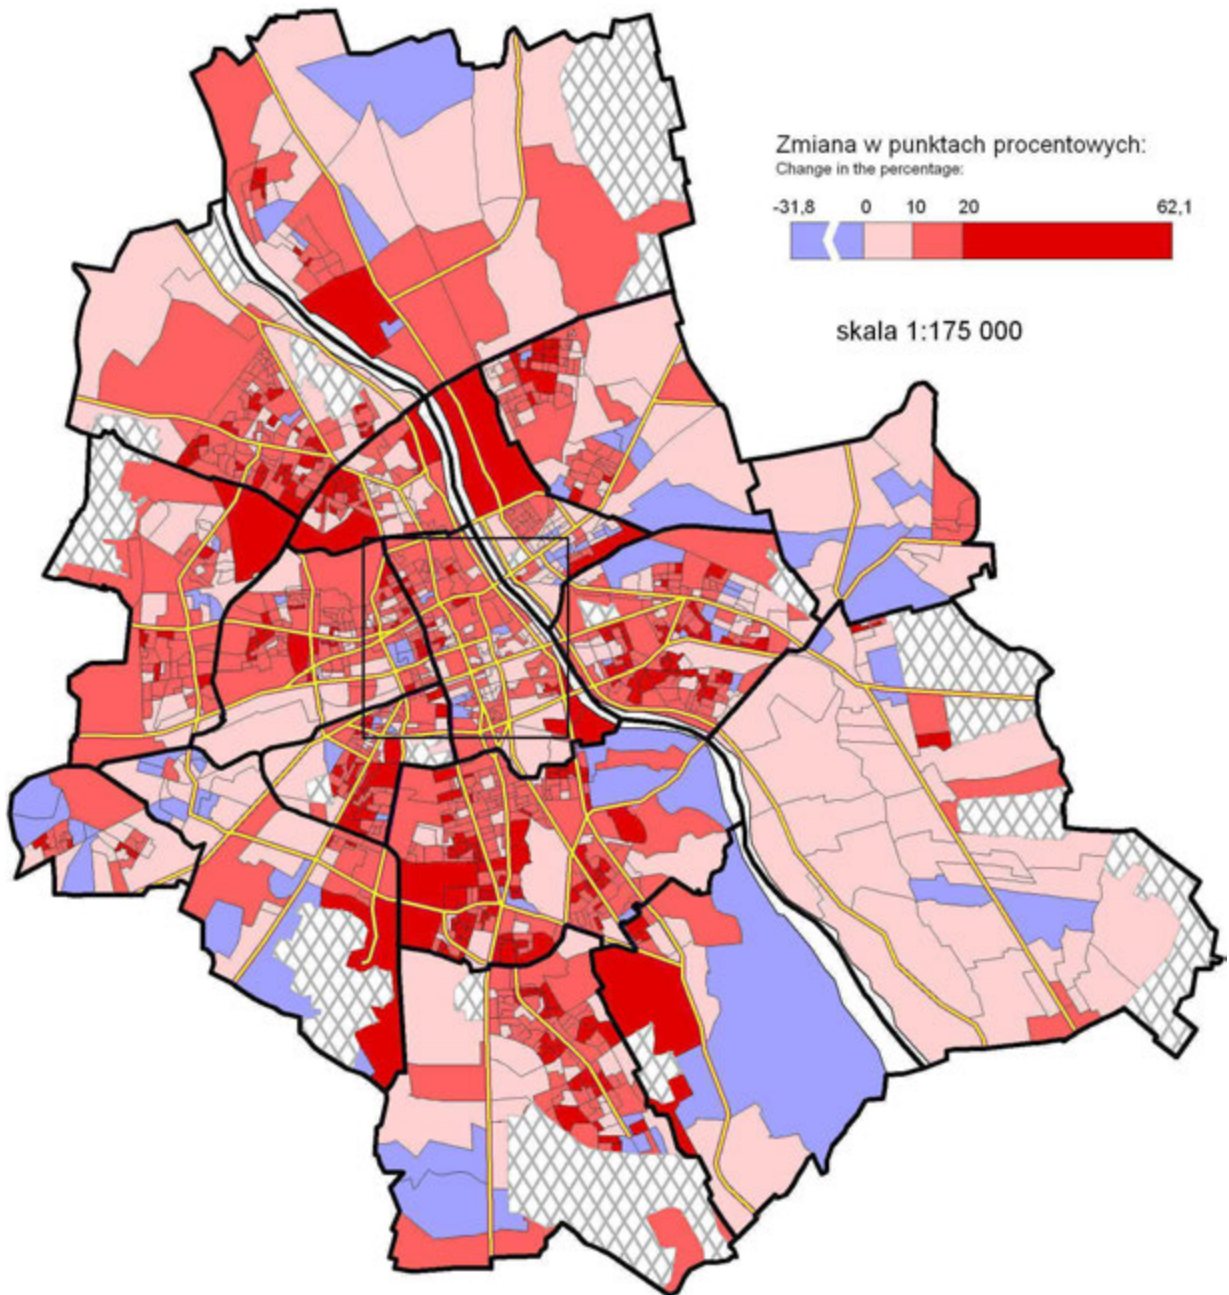 Zmiana w punktach procentowych:
Change in the percentage:
-31,8 0 10 20 62,1
skala 1:175 000